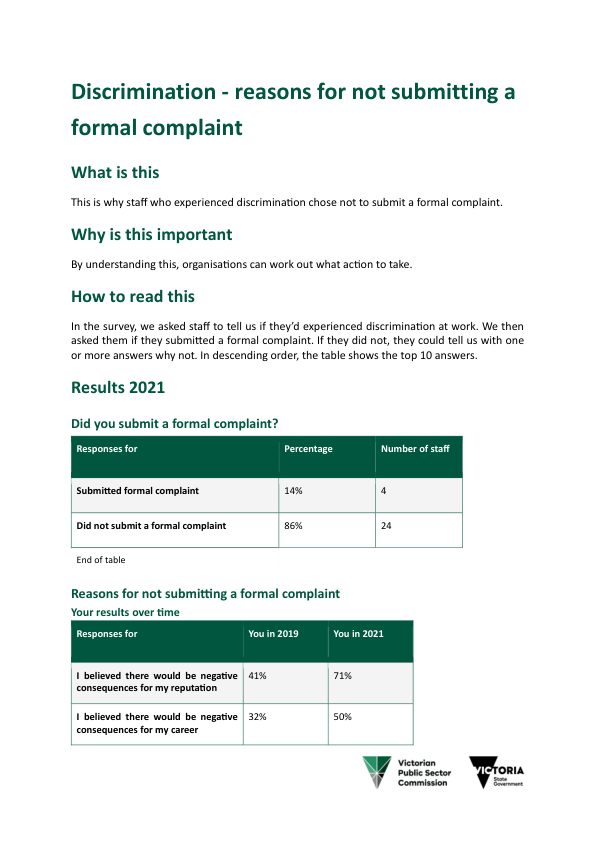 Discrimination - reasons for not submitting a
formal complaint
What is this
This is why staff who experienced discrimination chose not to submit a formal complaint.
Why is this important
By understanding this, organisations can work out what action to take.
How to read this
In the survey, we asked staff to tell us if they’d experienced discrimination at work. We then
asked them if they submitted a formal complaint. If they did not, they could tell us with one
or more answers why not. In descending order, the table shows the top 10 answers.
Results 2021
Did you submit a formal complaint?
Responses for Percentage Number of staff
Submitted formal complaint 14% 4
Did not submit a formal complaint 86% 24
End of table
Reasons for not submitting a formal complaint
Your results over time
Responses for You in 2019 You in 2021
I believed there would be negative 41% 71%
consequences for my reputation
I believed there would be negative 32% 50%
consequences for my career
Victorian
Public Sector
Commission
VICTORIA
State
Government